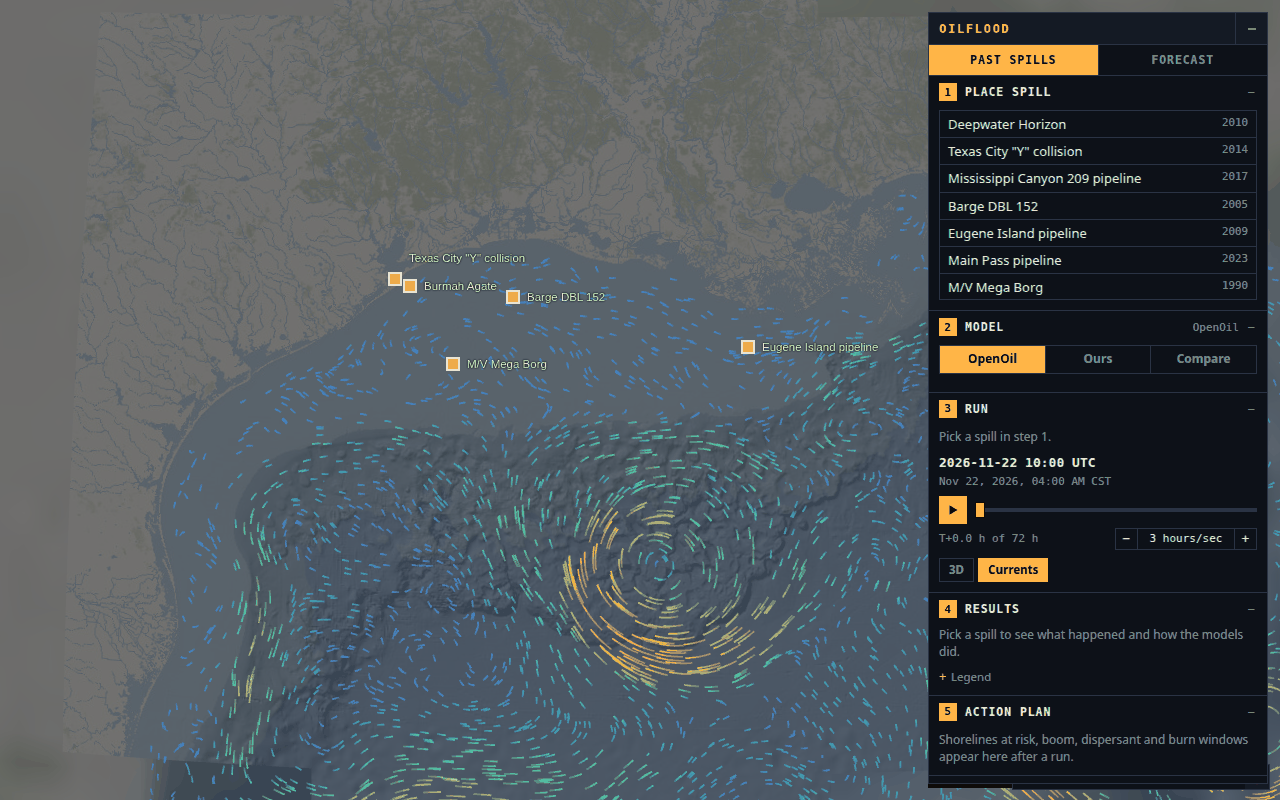 OILFLOOD –
PAST SPILLS FORECAST
1 PLACE SPILL –
Deepwater Horizon 2010
Texas City "Y" collision 2014
Mississippi Canyon 209 pipeline 2017
Barge DBL 152 2005
Eugene Island pipeline 2009
Main Pass pipeline 2023
M/V Mega Borg 1990
2 MODEL OpenOil –
OpenOil Ours Compare
3 RUN –
Pick a spill in step 1.
2026-11-22 10:00 UTC
Nov 22, 2026, 04:00 AM CST
T+0.0 h of 72 h − 3 hours/sec +
3D Currents
4 RESULTS –
Pick a spill to see what happened and how the models
did.
+ Legend
5 ACTION PLAN –
Shorelines at risk, boom, dispersant and burn windows
appear here after a run.
Texas City "Y" collision
Burmah Agate
Barge DBL 152
Eugene Island pipeline
M/V Mega Borg